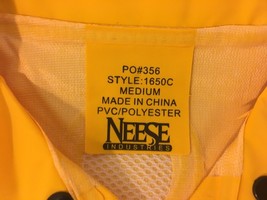 PO#356
STYLE:1650C
MEDIUM
MADE IN CHINA
PVC/POLYESTER
NEESE
INDUSTRIES